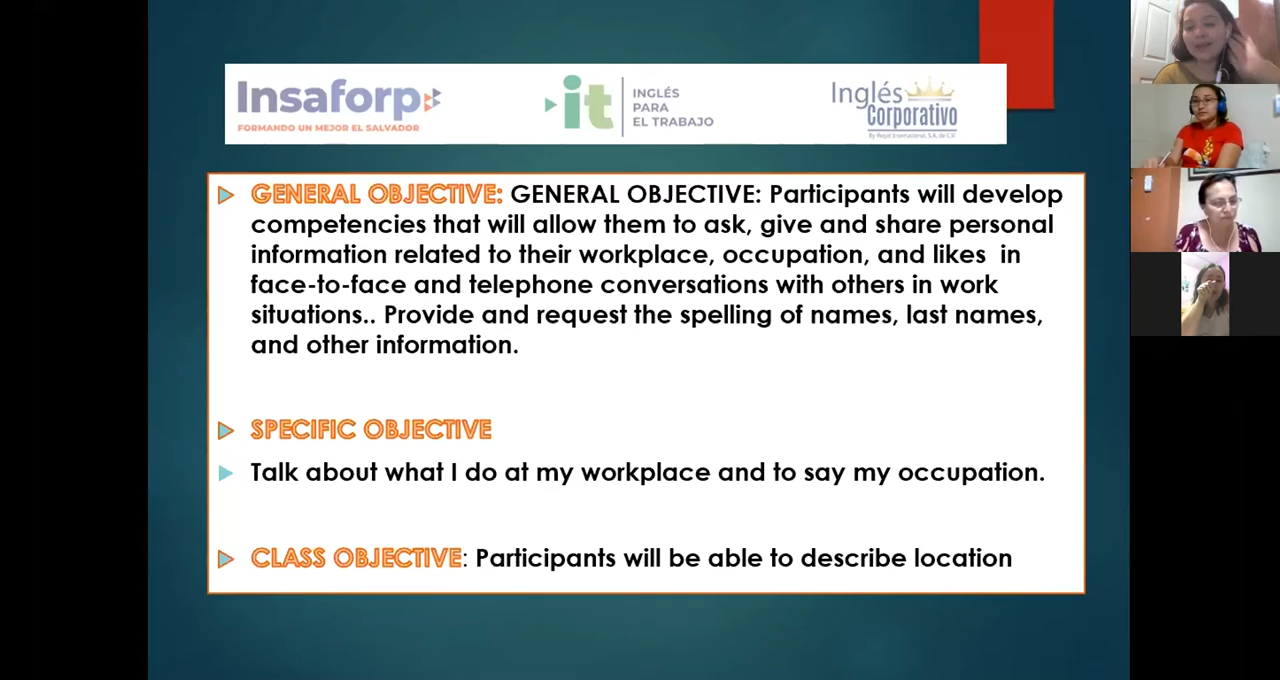 Insaforp
FORMANDO UN MEJOR EL SALVADOR
it
INGLÉS
PARA
EL TRABAJO
Inglés
Corporativo
By Regal International, S.A. de C.V.
GENERAL OBJECTIVE: GENERAL OBJECTIVE: Participants will develop
competencies that will allow them to ask, give and share personal
information related to their workplace, occupation, and likes in
face-to-face and telephone conversations with others in work
situations.. Provide and request the spelling of names, last names,
and other information.
SPECIFIC OBJECTIVE
Talk about what I do at my workplace and to say my occupation.
CLASS OBJECTIVE: Participants will be able to describe location